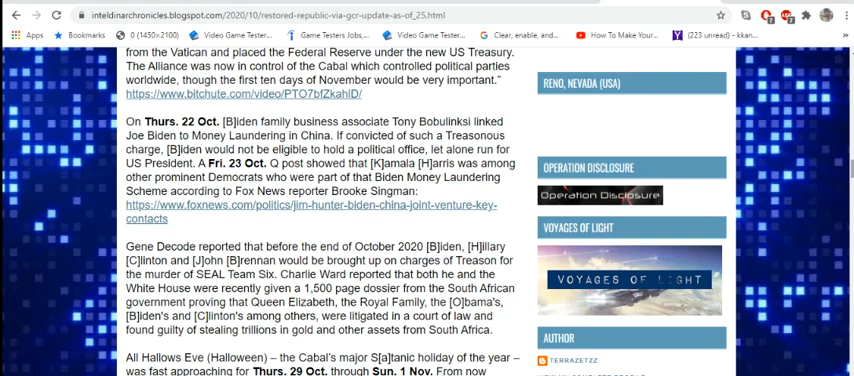 inteldinarchronicles.blogspot.com/2020/10/restored-republic-via-gcr-update-as-of_25.html
Apps
Bookmarks
0 (1450×2100)
Video Game Tester...
Game Testers Jobs,...
Video Game Tester...
Clear, enable, and...
How To Make Your...
(223 unread) - kkan...
from the Vatican and placed the Federal Reserve under the new US Treasury.
The Alliance was now in control of the Cabal which controlled political parties
worldwide, though the first ten days of November would be very important."
https://www.bitchute.com/video/PTO7bfZkahlD/
On Thurs. 22 Oct. [B]iden family business associate Tony Bobulinksi linked
Joe Biden to Money Laundering in China. If convicted of such a Treasonous
charge, [B]iden would not be eligible to hold a political office, let alone run for
US President. A Fri. 23 Oct. Q post showed that [K]amala [H]arris was among
other prominent Democrats who were part of that Biden Money Laundering
Scheme according to Fox News reporter Brooke Singman:
https://www.foxnews.com/politics/jim-hunter-biden-china-joint-venture-key-
contacts
Gene Decode reported that before the end of October 2020 [B]iden, [H]illary
[C]linton and [J]ohn [B]rennan would be brought up on charges of Treason for
the murder of SEAL Team Six. Charlie Ward reported that both he and the
White House were recently given a 1,500 page dossier from the South African
government proving that Queen Elizabeth, the Royal Family, the [O]bama's,
[B]iden's and [C]linton's among others, were litigated in a court of law and
found guilty of stealing trillions in gold and other assets from South Africa.
All Hallows Eve (Halloween) – the Cabal's major S[a]tanic holiday of the year –
was fast approaching for Thurs. 29 Oct. through Sun. 1 Nov. From now
RENO, NEVADA (USA)
OPERATION DISCLOSURE
Operation Disclosure
VOYAGES OF LIGHT
VOYAGES OF LIGHT
AUTHOR
TERRAZETZZ